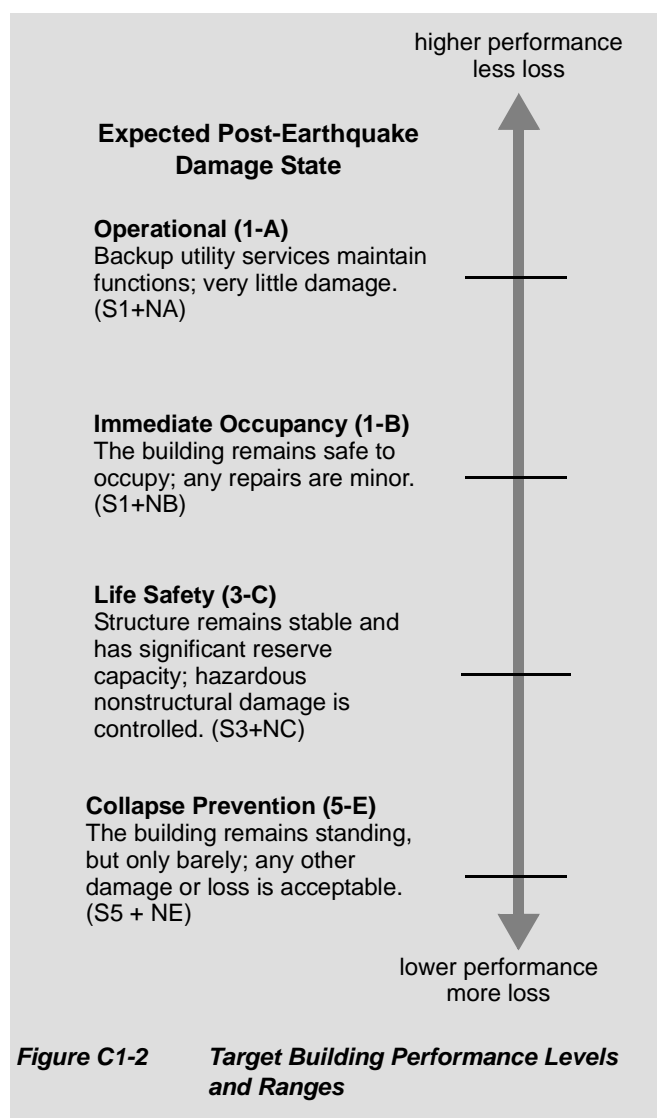 higher performance
less loss
Expected Post-Earthquake
Damage State
Operational (1-A)
Backup utility services maintain
functions; very little damage.
(S1+NA)
Immediate Occupancy (1-B)
The building remains safe to
occupy; any repairs are minor.
(S1+NB)
Life Safety (3-C)
Structure remains stable and
has significant reserve
capacity; hazardous
nonstructural damage is
controlled. (S3+NC)
Collapse Prevention (5-E)
The building remains standing,
but only barely; any other
damage or loss is acceptable.
(S5 + NE)
lower performance
more loss
Figure C1-2 Target Building Performance Levels
and Ranges